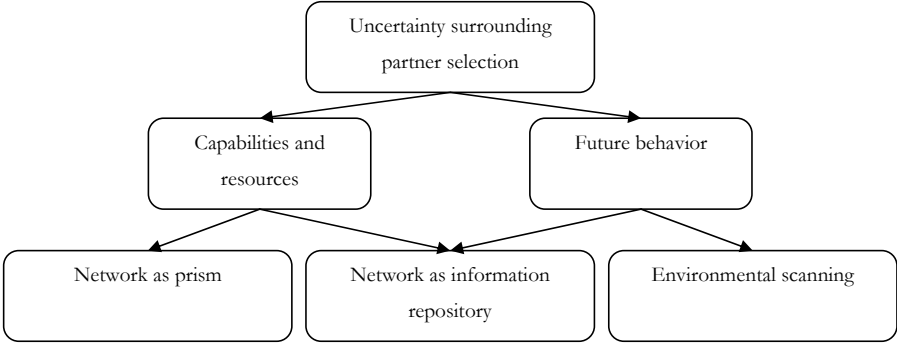 Uncertainty surrounding
partner selection
Capabilities and
resources
Future behavior
Network as prism
Network as information
repository
Environmental scanning